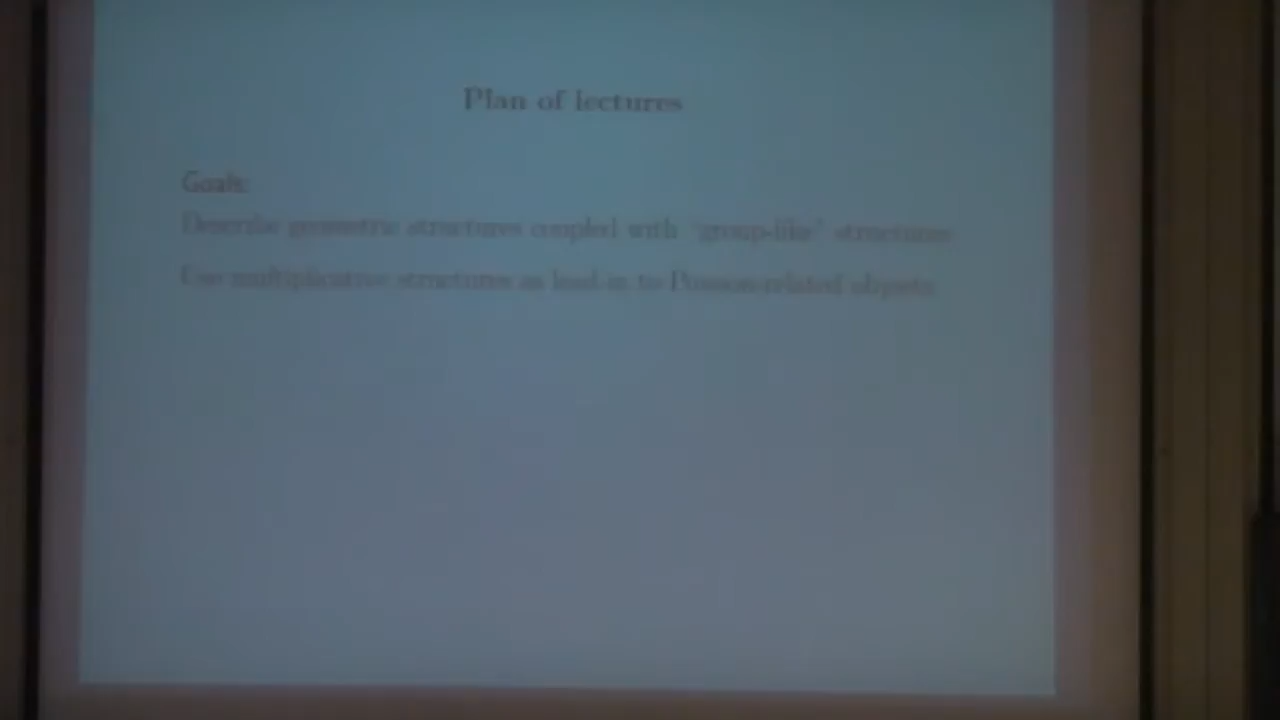 Plan of lectures
Goals:
Describe geometric structures coupled with "group-like" structures
Use multiplicative structures as lead-in to Poisson-related objects